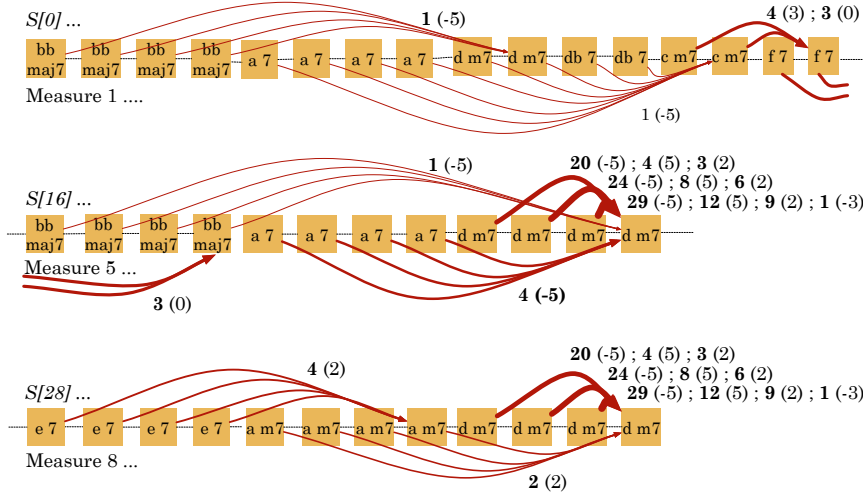 S[0] ...
1 (-5)
4 (3) ; 3 (0)
bb maj7 bb maj7 bb maj7 bb maj7 a 7 a 7 a 7 a 7 d m7 d m7 db 7 db 7 c m7 c m7 f 7 f 7
Measure 1 ....
1 (-5)
S[16] ...
1 (-5)
20 (-5) ; 4 (5) ; 3 (2)
24 (-5) ; 8 (5) ; 6 (2)
29 (-5) ; 12 (5) ; 9 (2) ; 1 (-3)
bb maj7 bb maj7 bb maj7 bb maj7 a 7 a 7 a 7 a 7 d m7 d m7 d m7 d m7
Measure 5 ...
3 (0)
4 (-5)
S[28] ...
4 (2)
20 (-5) ; 4 (5) ; 3 (2)
24 (-5) ; 8 (5) ; 6 (2)
29 (-5) ; 12 (5) ; 9 (2) ; 1 (-3)
e 7 e 7 e 7 e 7 a m7 a m7 a m7 a m7 d m7 d m7 d m7 d m7
Measure 8 ...
2 (2)